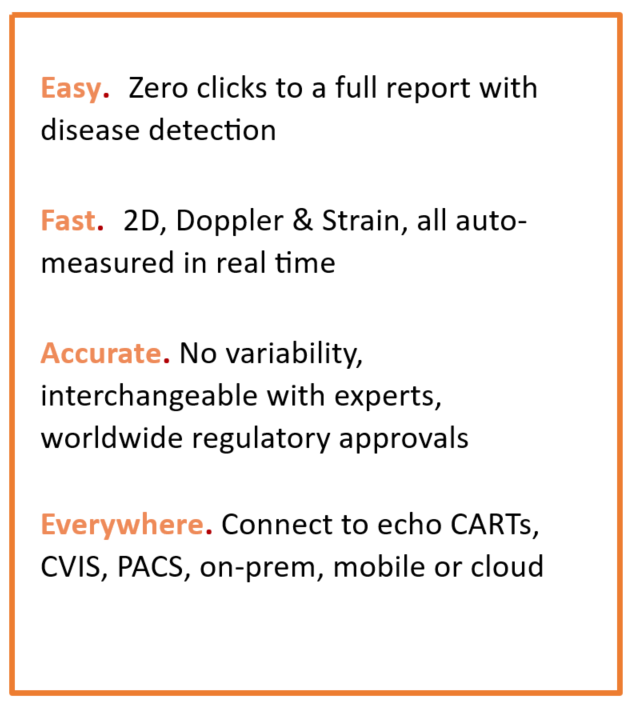 Easy. Zero clicks to a full report with
disease detection
Fast. 2D, Doppler & Strain, all auto-
measured in real time
Accurate. No variability,
interchangeable with experts,
worldwide regulatory approvals
Everywhere. Connect to echo CARTs,
CVIS, PACS, on-prem, mobile or cloud